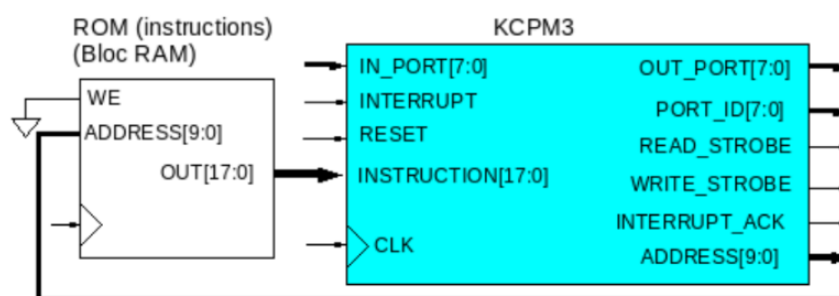 ROM (instructions)
(Bloc RAM)
WE
ADDRESS[9:0]
OUT[17:0]
KCPM3
IN_PORT[7:0]
INTERRUPT
RESET
INSTRUCTION[17:0]
CLK
OUT_PORT[7:0]
PORT_ID[7:0]
READ_STROBE
WRITE_STROBE
INTERRUPT_ACK
ADDRESS[9:0]